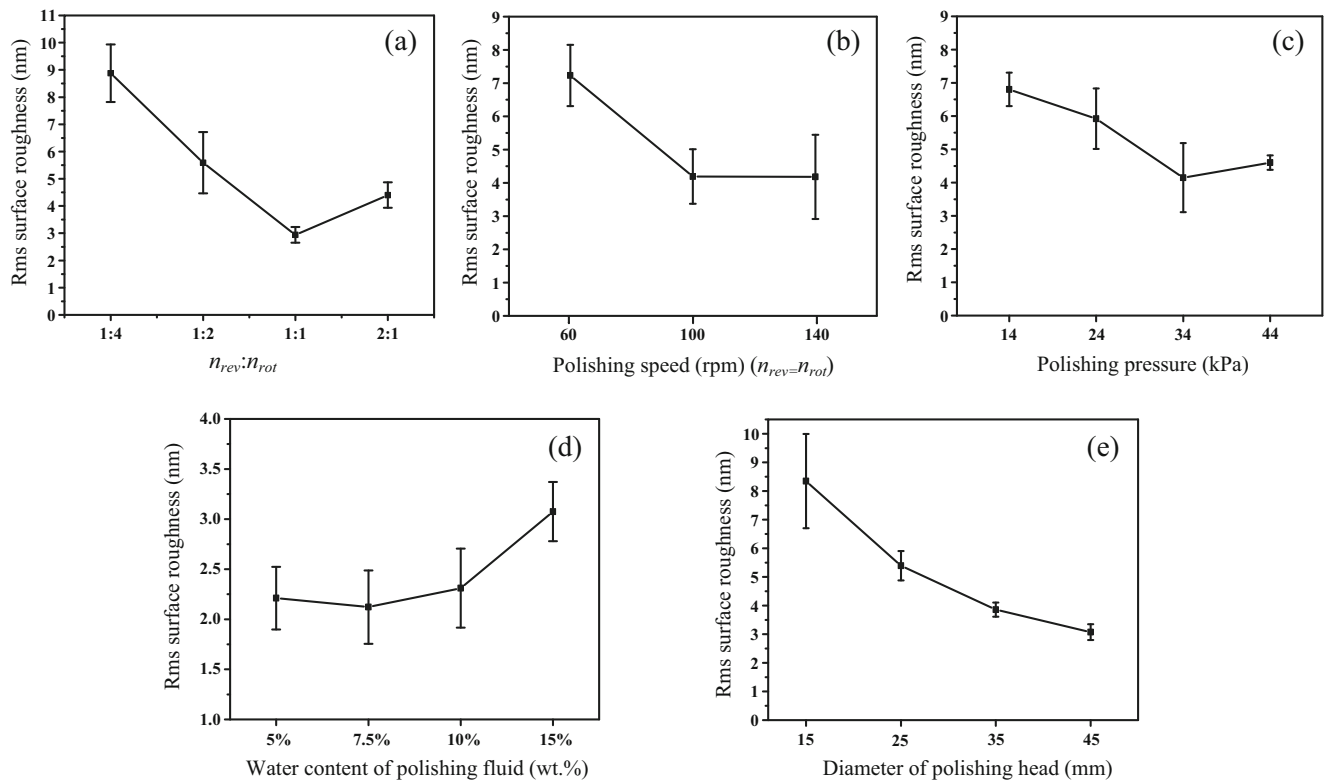 (a)
Rms surface roughness (nm)
11
10
9
8
7
6
5
4
3
2
1
0
1:4 1:2 1:1 2:1
n_rev:n_rot
(b)
Rms surface roughness (nm)
9
8
7
6
5
4
3
2
1
0
60 100 140
Polishing speed (rpm) (n_rev=n_rot)
(c)
Rms surface roughness (nm)
9
8
7
6
5
4
3
2
1
0
14 24 34 44
Polishing pressure (kPa)
(d)
Rms surface roughness (nm)
4.0
3.5
3.0
2.5
2.0
1.5
1.0
5% 7.5% 10% 15%
Water content of polishing fluid (wt.%)
(e)
Rms surface roughness (nm)
10
9
8
7
6
5
4
3
2
1
0
15 25 35 45
Diameter of polishing head (mm)